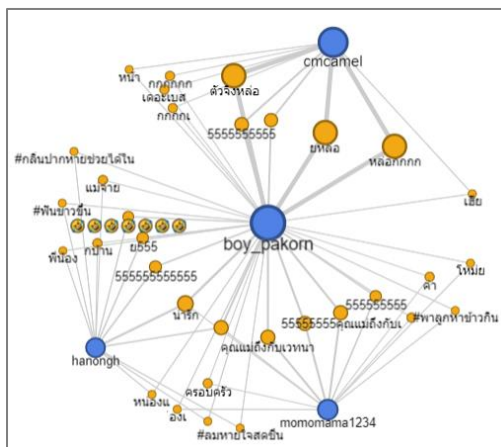 cmcamel
หน้า
กกกกกก
เดอะเบส
กกกกเ
ตัวจิงหล่อ
5555555555
ยหล่อ
หล่อกกกก
#กลิ่นปากหายช่วยได้ใน
แม่จ๋าย
#ฟันขาวขึ้น
เฮีย
boy_pakorn
ย555
กบ้าน
พี่น้อง
555555555555
โหม่ย
ค่ำ
น่ารัก
555555555
#พาลูกหาข้าวกิน
55555555คุณแม่ถึงกับเ
คุณแม่ถึงกับเวทนา
hanongh
ครอบครัว
หน่องแ
momomama1234
#ลมหายใจสดชื่น